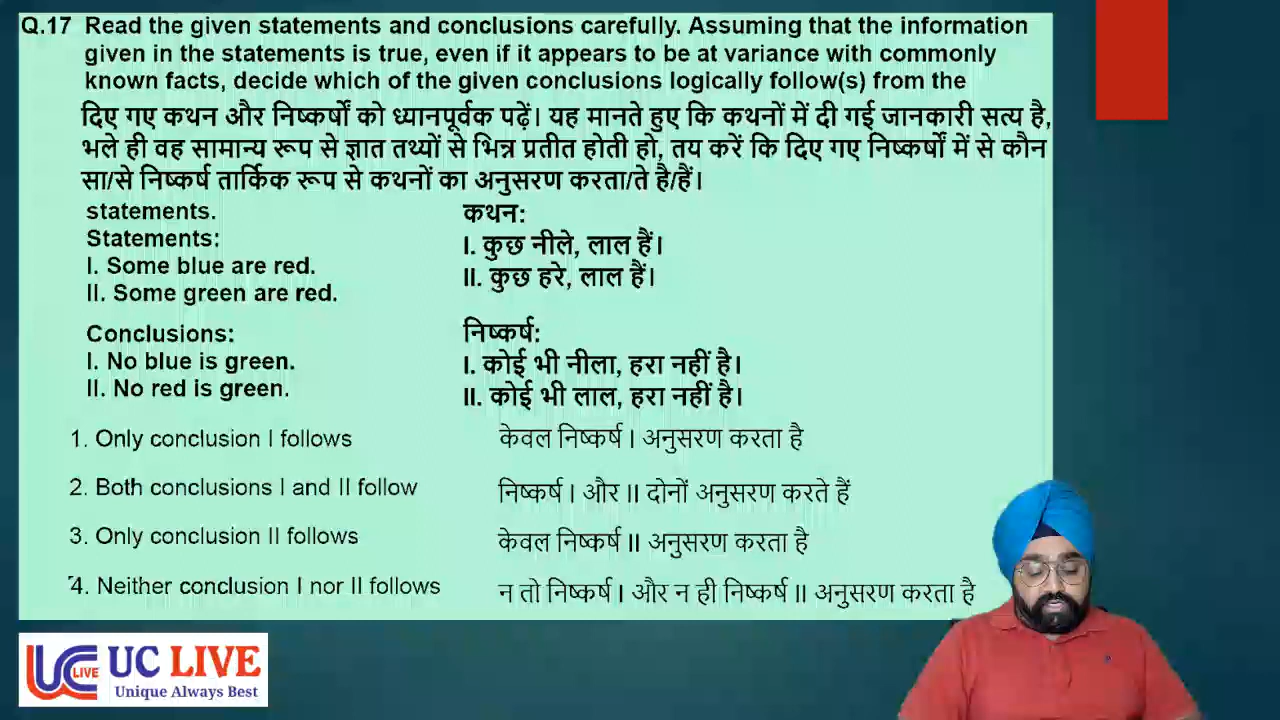 Q.17 Read the given statements and conclusions carefully. Assuming that the information
given in the statements is true, even if it appears to be at variance with commonly
known facts, decide which of the given conclusions logically follow(s) from the
दिए गए कथन और निष्कर्षों को ध्यानपूर्वक पढ़ें। यह मानते हुए कि कथनों में दी गई जानकारी सत्य है,
भले ही वह सामान्य रूप से ज्ञात तथ्यों से भिन्न प्रतीत होती हो, तय करें कि दिए गए निष्कर्षों में से कौन
सा/से निष्कर्ष तार्किक रूप से कथनों का अनुसरण करता/ते है/हैं।
statements.
Statements:
I. Some blue are red.
II. Some green are red.
कथन:
I. कुछ नीले, लाल हैं।
II. कुछ हरे, लाल हैं।
Conclusions:
I. No blue is green.
II. No red is green.
निष्कर्ष:
I. कोई भी नीला, हरा नहीं है।
II. कोई भी लाल, हरा नहीं है।
1. Only conclusion I follows केवल निष्कर्ष I अनुसरण करता है
2. Both conclusions I and II follow निष्कर्ष I और II दोनों अनुसरण करते हैं
3. Only conclusion II follows केवल निष्कर्ष II अनुसरण करता है
4. Neither conclusion I nor II follows न तो निष्कर्ष I और न ही निष्कर्ष II अनुसरण करता है
UC LIVE UC LIVE
Unique Always Best